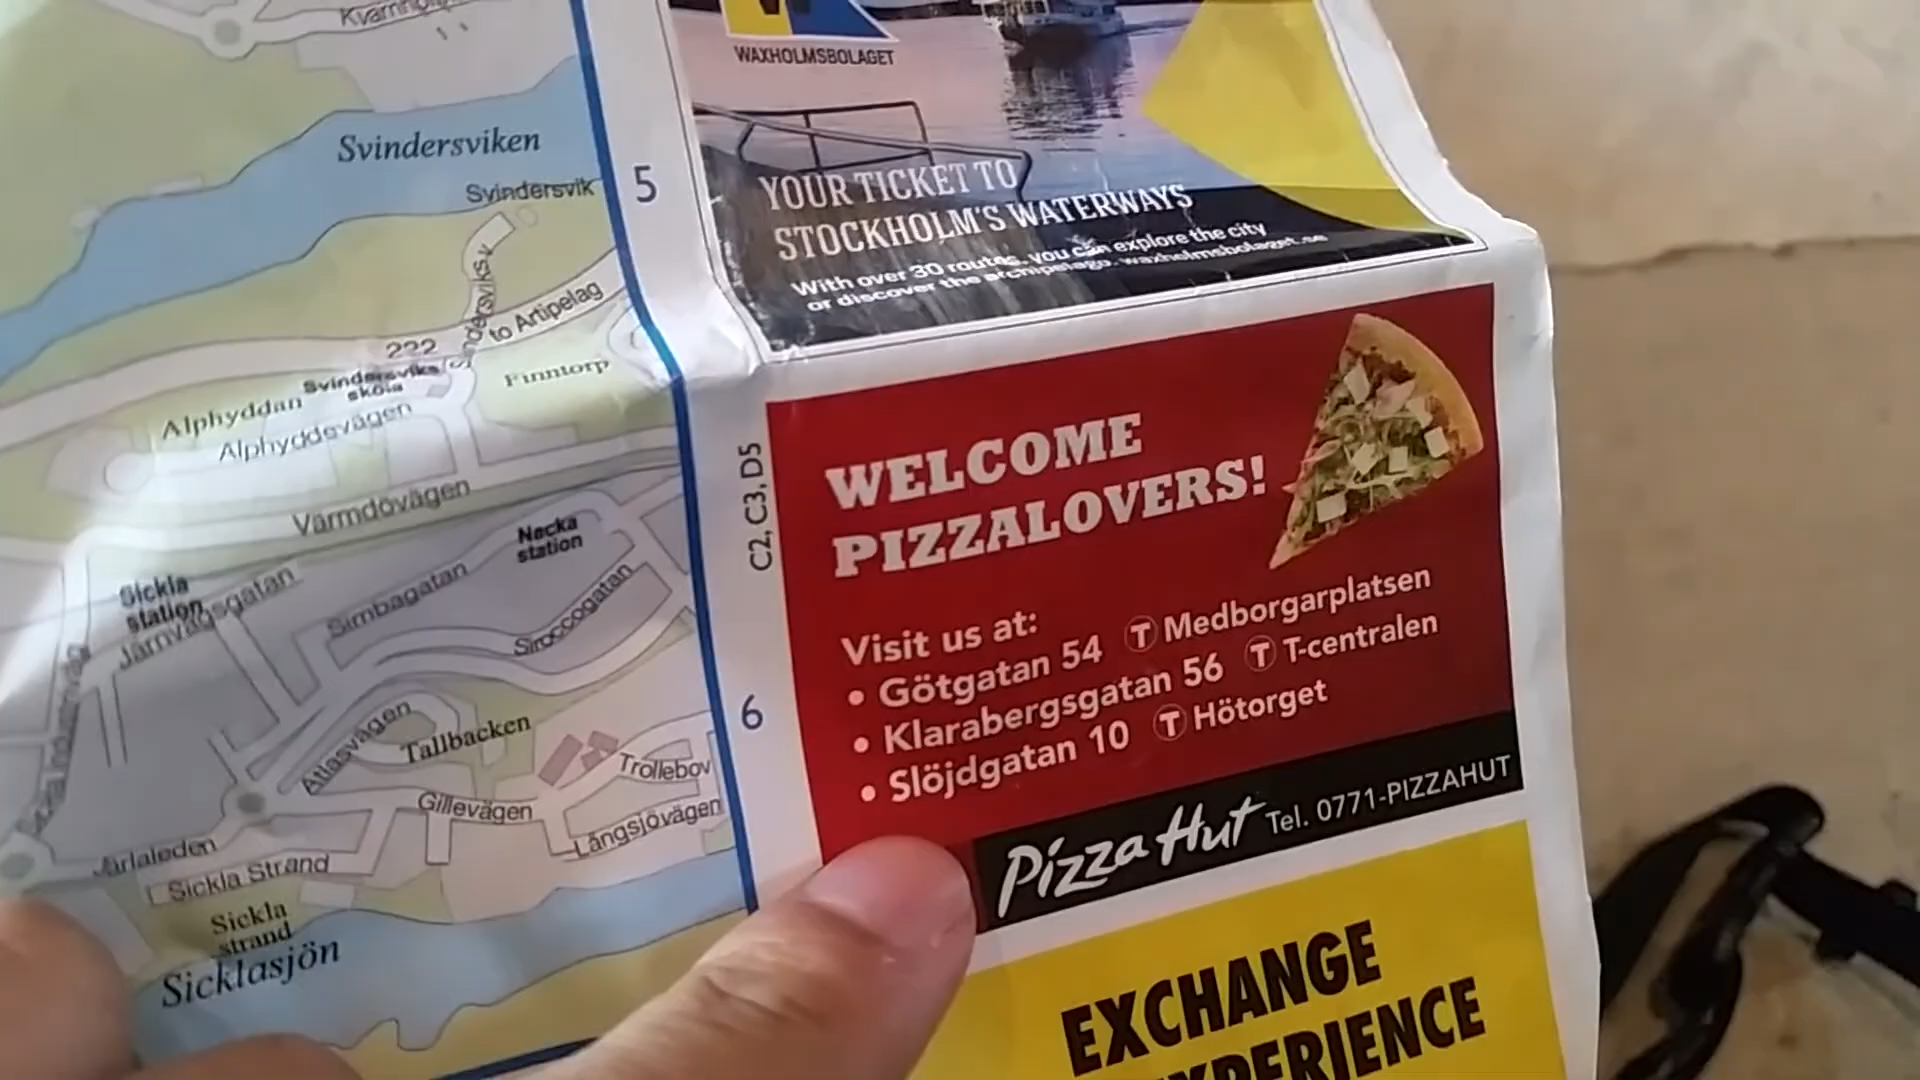 Svindersviken
Svindersvik
Svindersviksv
to Artipelag
222
Svindersviks
skola
Finntorp
Alphyddan
Alphyddevägen
Värmdövägen
Nacka
station
Sickla
station
Järnvägsgatan
Simbagatan
Siroccogatan
Atlasvägen
Tallbacken
Trollebov
Gillevägen
Långsjövägen
Järlaleden
Sickla Strand
Sickla
strand
Sicklasjön
5
6
WAXHOLMSBOLAGET
YOUR TICKET TO
STOCKHOLM'S WATERWAYS
With over 30 routes, you can explore the city
or discover the archipelago. waxholmsbolaget.se
C2, C3, D5
WELCOME
PIZZALOVERS!
Visit us at:
• Götgatan 54 T Medborgarplatsen
• Klarabergsgatan 56 T T-centralen
• Slöjdgatan 10 T Hötorget
Pizza Hut Tel. 0771-PIZZAHUT
EXCHANGE
EXPERIENCE